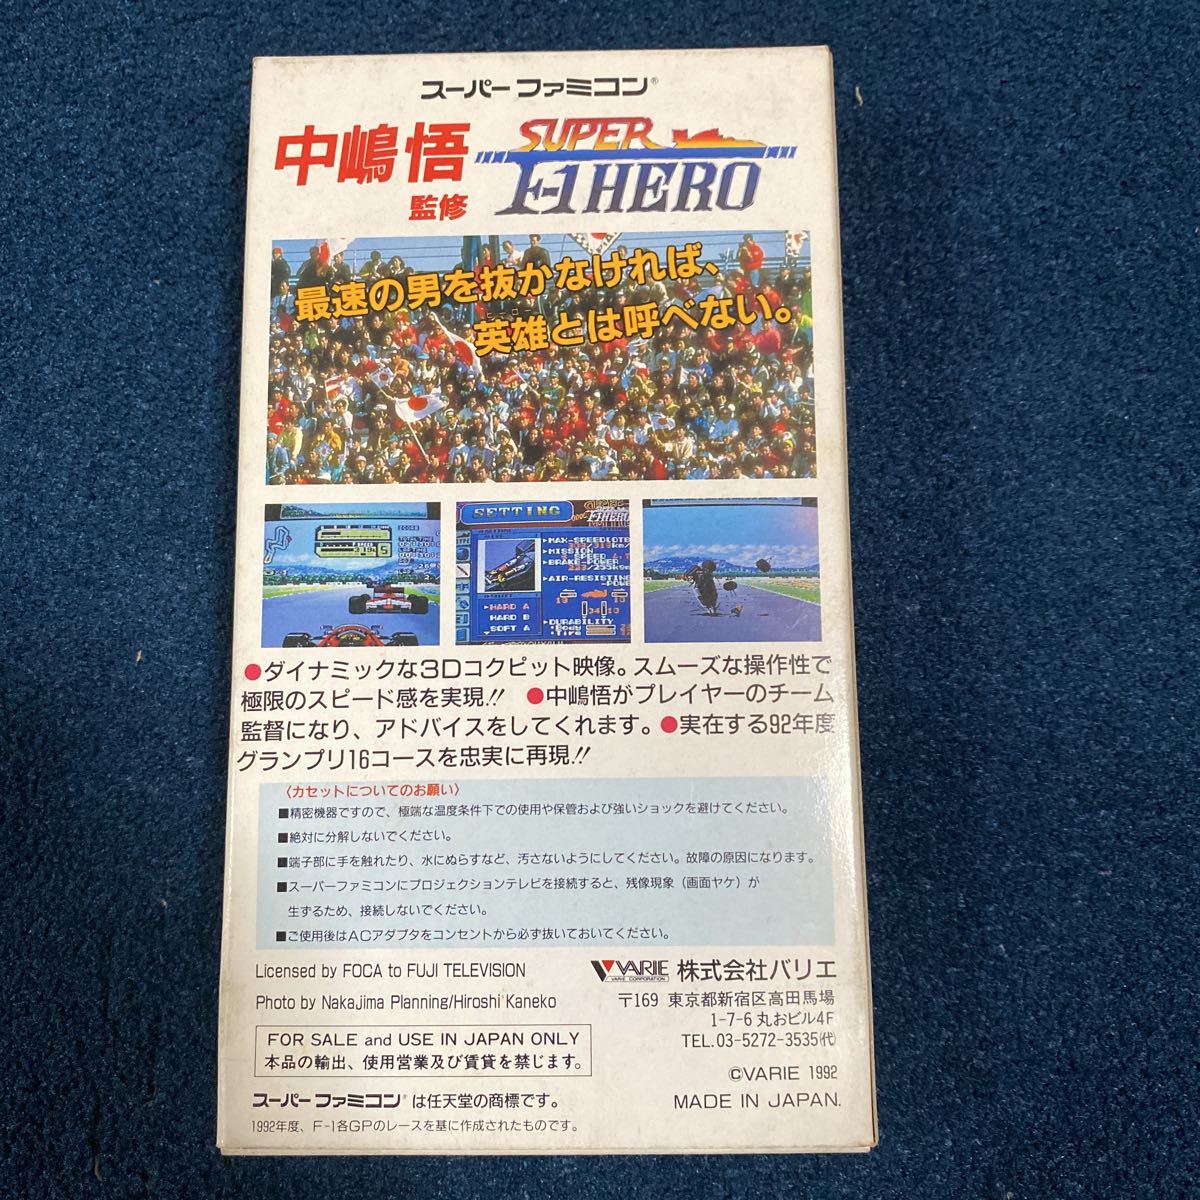 スーパーファミコン®
中嶋悟
監修
SUPER
F-1 HERO
最速の男を抜かなければ、
ヒーロー
英雄とは呼べない。
SETTING
MAX-SPEED
MISSION
BRAKE-POWER
AIR-RESISTING
HARD A
HARD B
SOFT A
DURABILITY
Body
Tire
●ダイナミックな3Dコクピット映像。スムーズな操作性で
極限のスピード感を実現!! ●中嶋悟がプレイヤーのチーム
監督になり、アドバイスをしてくれます。●実在する92年度
グランプリ16コースを忠実に再現!!
〈カセットについてのお願い〉
■精密機器ですので、極端な温度条件下での使用や保管および強いショックを避けてください。
■絶対に分解しないでください。
■端子部に手を触れたり、水にぬらすなど、汚さないようにしてください。故障の原因になります。
■スーパーファミコンにプロジェクションテレビを接続すると、残像現象（画面ヤケ）が
生ずるため、接続しないでください。
■ご使用後はACアダプタをコンセントから必ず抜いておいてください。
Licensed by FOCA to FUJI TELEVISION
Photo by Nakajima Planning/Hiroshi Kaneko
VARIE
VARIE CORPORATION
株式会社バリエ
〒169 東京都新宿区高田馬場
1-7-6 丸おビル4F
TEL.03-5272-3535㈹
FOR SALE and USE IN JAPAN ONLY
本品の輸出、使用営業及び賃貸を禁じます。
©VARIE 1992
MADE IN JAPAN.
スーパーファミコン®は任天堂の商標です。
1992年度、F-1各GPのレースを基に作成されたものです。